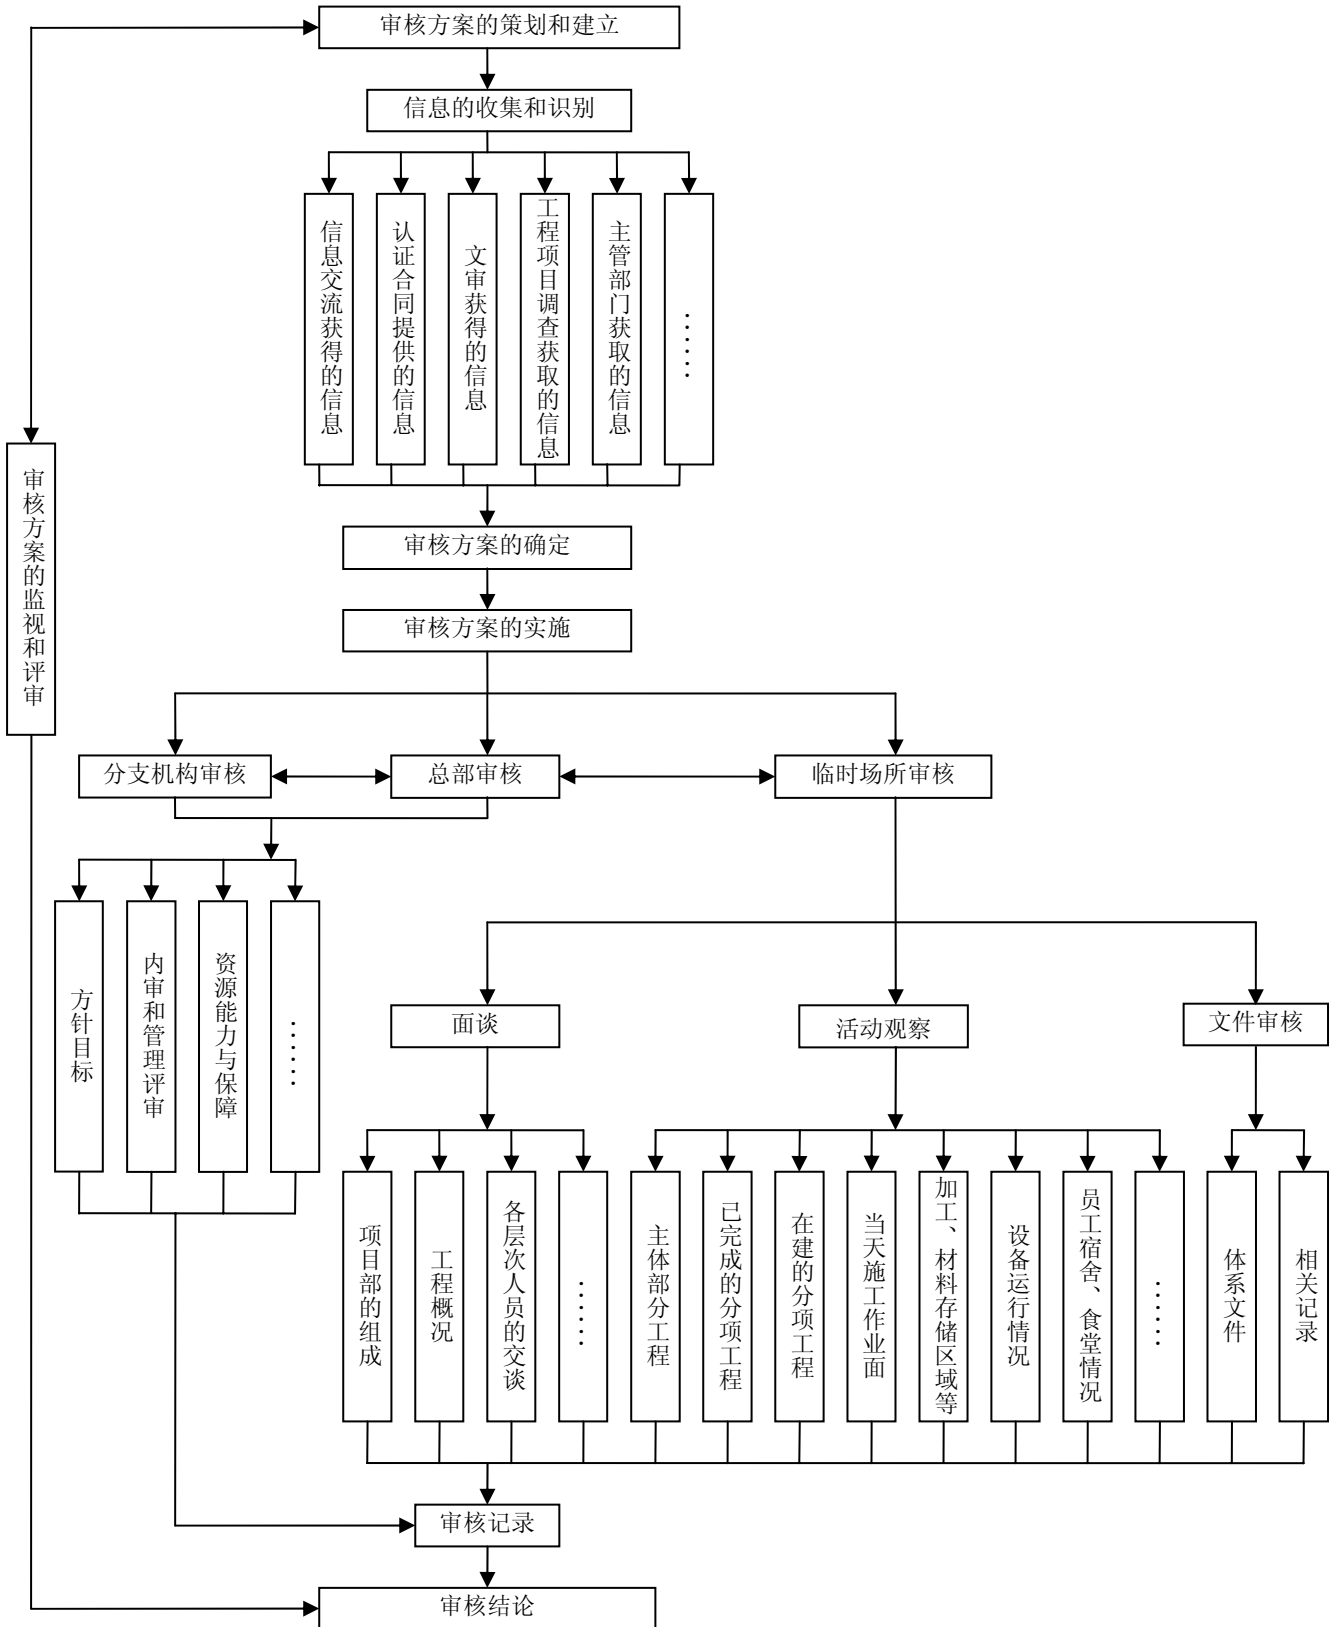 审核方案的策划和建立
信息的收集和识别
信息交流获得的信息
认证合同提供的信息
文审获得的信息
工程项目调查获取的信息
主管部门获取的信息
……
审核方案的监视和评审
审核方案的确定
审核方案的实施
分支机构审核
总部审核
临时场所审核
方针目标
内审和管理评审
资源能力与保障
……
面谈
活动观察
文件审核
项目部的组成
工程概况
各层次人员的交谈
……
主体部分工程
已完成的分项工程
在建的分项工程
当天施工作业面
加工、材料存储区域等
设备运行情况
员工宿舍、食堂情况
……
体系文件
相关记录
审核记录
审核结论